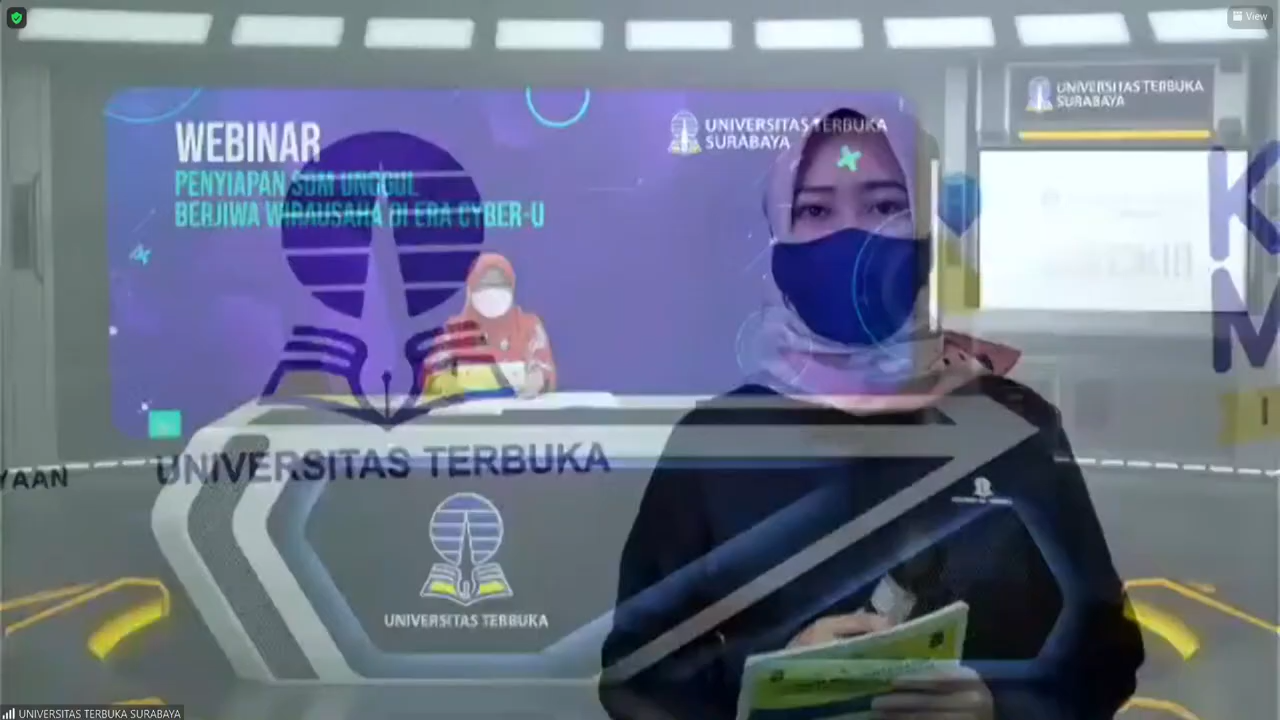 View
WEBINAR
PENYIAPAN SDM UNGGUL
BERJIWA WIRAUSAHA DI ERA CYBER-U
UNIVERSITAS TERBUKA
SURABAYA
UNIVERSITAS TERBUKA
SURABAYA
K
M
I
YAAN
UNIVERSITAS TERBUKA
UNIVERSITAS TERBUKA
UNIVERSITAS TERBUKA SURABAYA